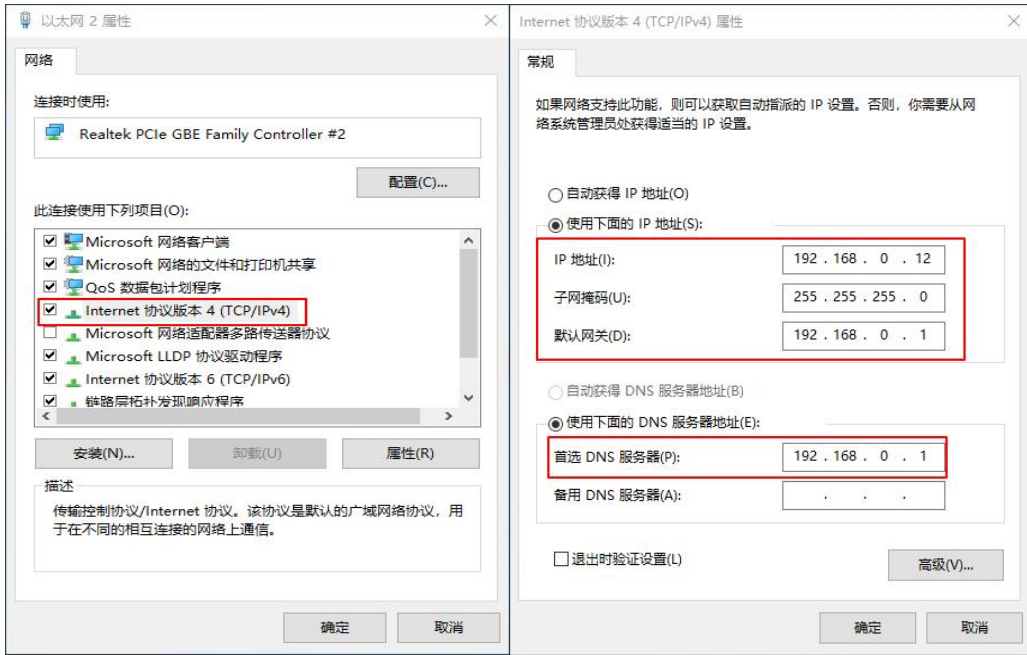 以太网 2 属性
网络
连接时使用:
Realtek PCIe GBE Family Controller #2
配置(C)...
此连接使用下列项目(O):
Microsoft 网络客户端
Microsoft 网络的文件和打印机共享
QoS 数据包计划程序
Internet 协议版本 4 (TCP/IPv4)
Microsoft 网络适配器多路传送器协议
Microsoft LLDP 协议驱动程序
Internet 协议版本 6 (TCP/IPv6)
链路层拓扑发现响应程序
安装(N)...
卸载(U)
属性(R)
描述
传输控制协议/Internet 协议。该协议是默认的广域网络协议，用
于在不同的相互连接的网络上通信。
确定
取消
Internet 协议版本 4 (TCP/IPv4) 属性
常规
如果网络支持此功能，则可以获取自动指派的 IP 设置。否则，你需要从网
络系统管理员处获得适当的 IP 设置。
自动获得 IP 地址(O)
使用下面的 IP 地址(S):
IP 地址(I):
192 . 168 . 0 . 12
子网掩码(U):
255 . 255 . 255 . 0
默认网关(D):
192 . 168 . 0 . 1
自动获得 DNS 服务器地址(B)
使用下面的 DNS 服务器地址(E):
首选 DNS 服务器(P):
192 . 168 . 0 . 1
备用 DNS 服务器(A):
. . .
退出时验证设置(L)
高级(V)...
确定
取消